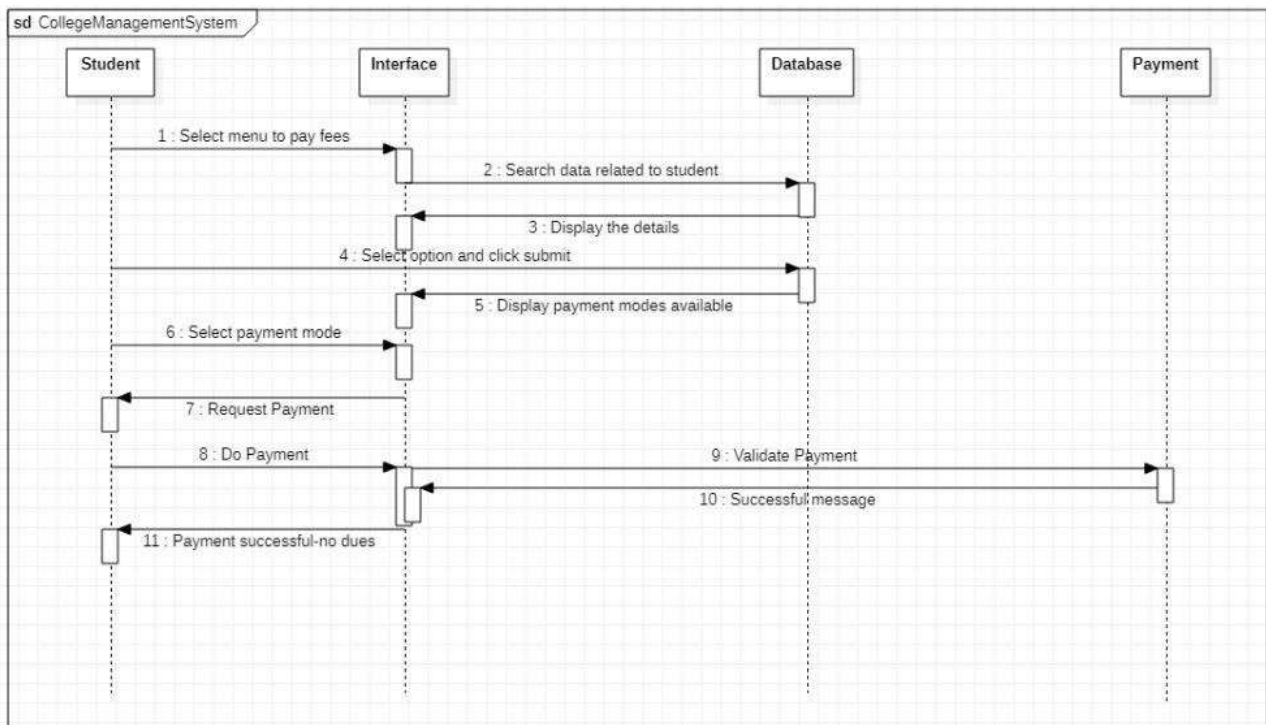 sd CollegeManagementSystem
Student
Interface
Database
Payment
1 : Select menu to pay fees
2 : Search data related to student
3 : Display the details
4 : Select option and click submit
5 : Display payment modes available
6 : Select payment mode
7 : Request Payment
8 : Do Payment
9 : Validate Payment
10 : Successful message
11 : Payment successful-no dues